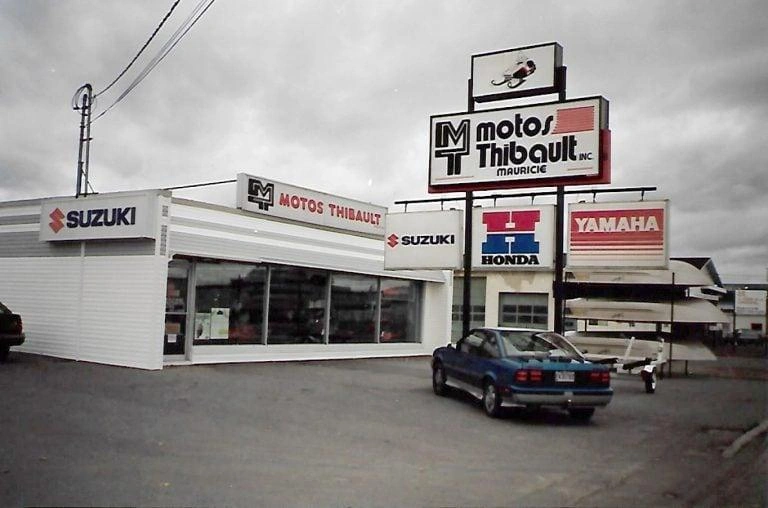 SUZUKI
MT MOTOS THIBAULT
MT motos
Thibault INC.
MAURICIE
SUZUKI
H
HONDA
YAMAHA